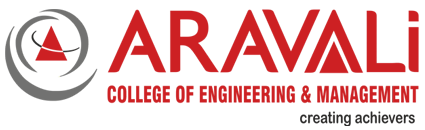 ARAVALi
COLLEGE OF ENGINEERING & MANAGEMENT
creating achievers